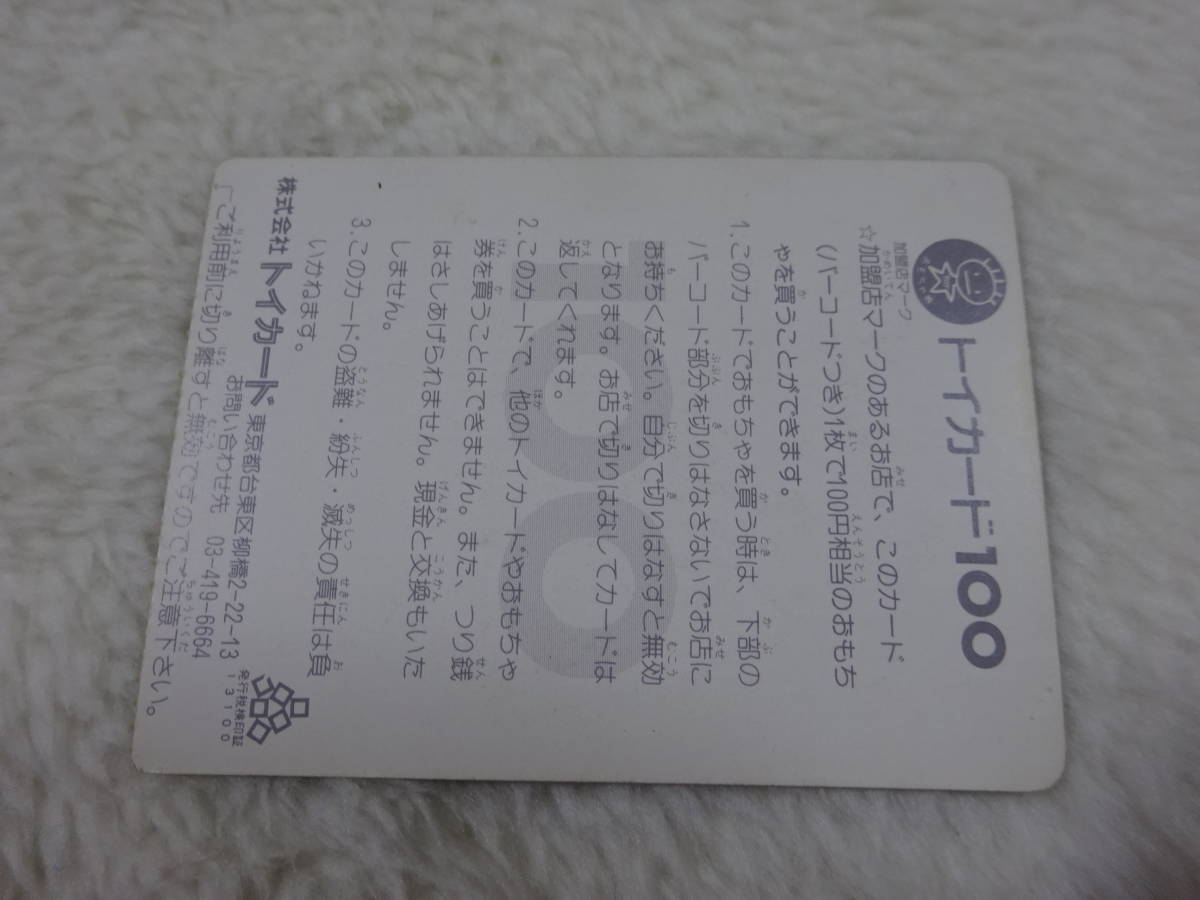 トイカード100
加盟店マーク
☆加盟店マークのあるお店で、このカード
(バーコードつき)1枚で100円相当のおもち
ゃを買うことができます。
1.このカードでおもちゃを買う時は、下部の
バーコード部分を切りはなさないでお店に
お持ちください。自分で切りはなすと無効
となります。お店で切りはなしてカードは
返してくれます。
2.このカードで、他のトイカードやおもちゃ
券を買うことはできません。また、つり銭
はさしあげられません。現金と交換もいた
しません。
3.このカードの盗難・紛失・滅失の責任は負
いかねます。
100
株式会社 トイカード 東京都台東区柳橋2-22-13
お問い合わせ先 03-419-6664
発行税検印証
13100
「ご利用前に切り離すと無効ですのでご注意下さい。